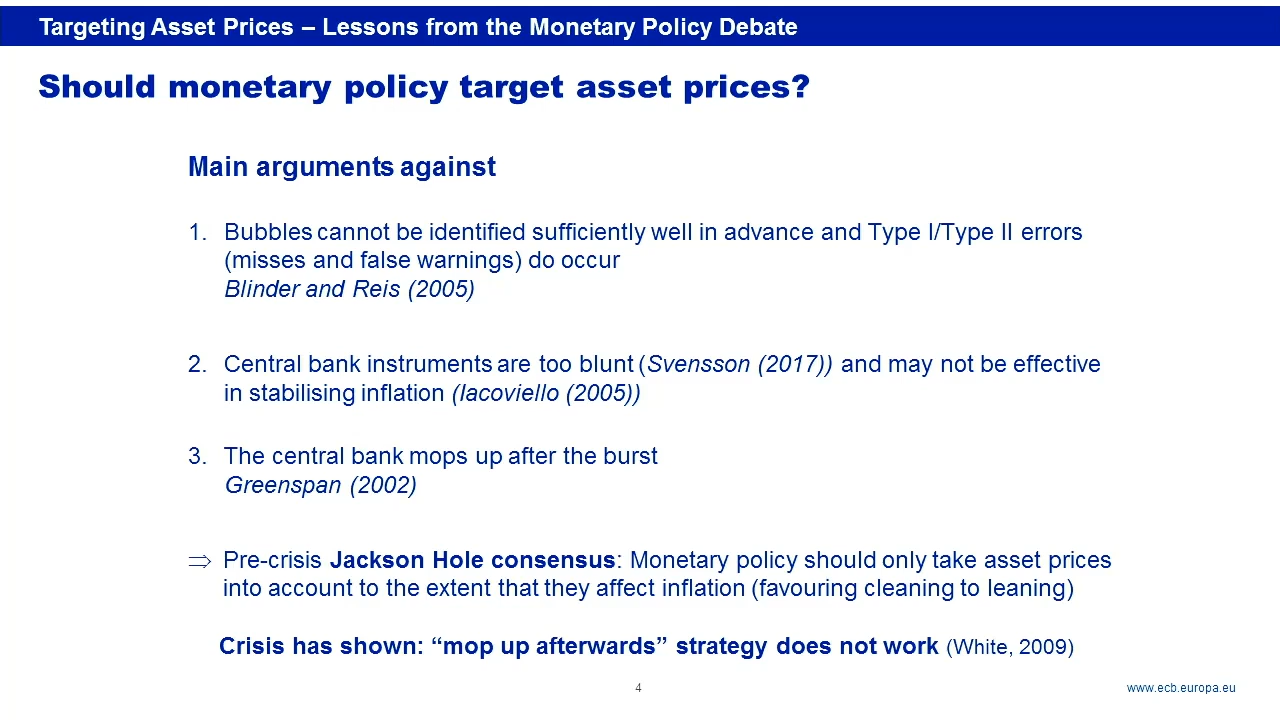 Targeting Asset Prices – Lessons from the Monetary Policy Debate
Should monetary policy target asset prices?
Main arguments against
1. Bubbles cannot be identified sufficiently well in advance and Type I/Type II errors
(misses and false warnings) do occur
Blinder and Reis (2005)
2. Central bank instruments are too blunt (Svensson (2017)) and may not be effective
in stabilising inflation (Iacoviello (2005))
3. The central bank mops up after the burst
Greenspan (2002)
⇒ Pre-crisis Jackson Hole consensus: Monetary policy should only take asset prices
into account to the extent that they affect inflation (favouring cleaning to leaning)
Crisis has shown: “mop up afterwards” strategy does not work (White, 2009)
4
www.ecb.europa.eu